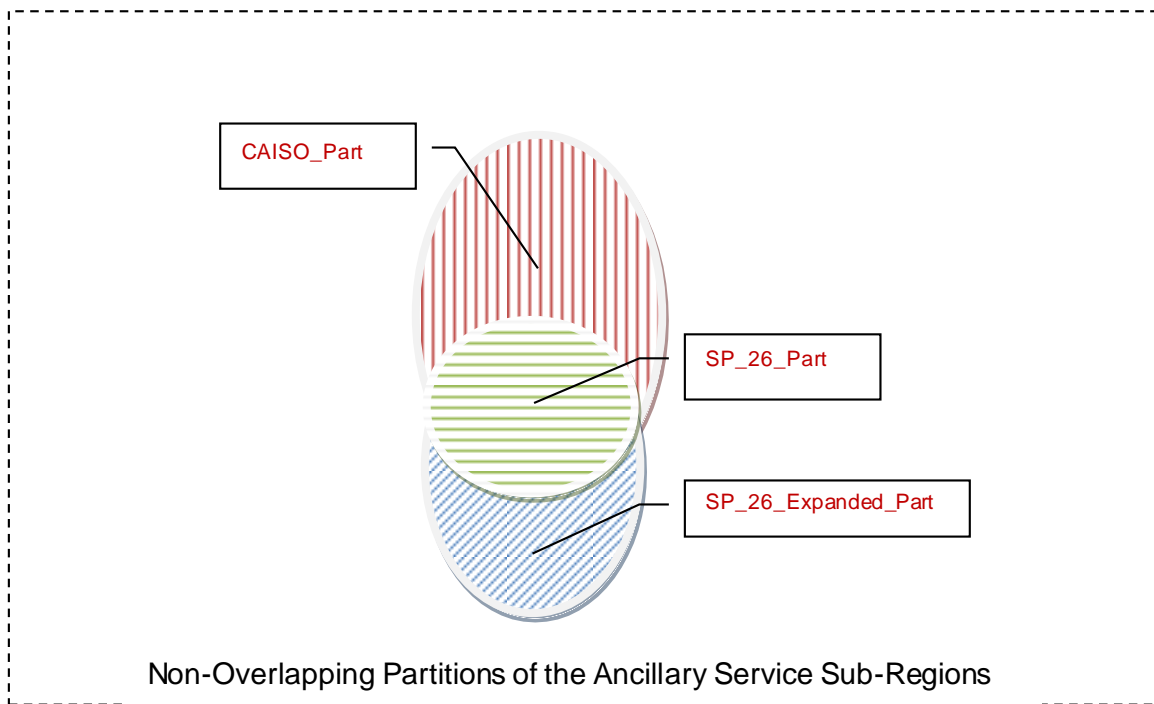 CAISO_Part
SP_26_Part
SP_26_Expanded_Part
Non-Overlapping Partitions of the Ancillary Service Sub-Regions